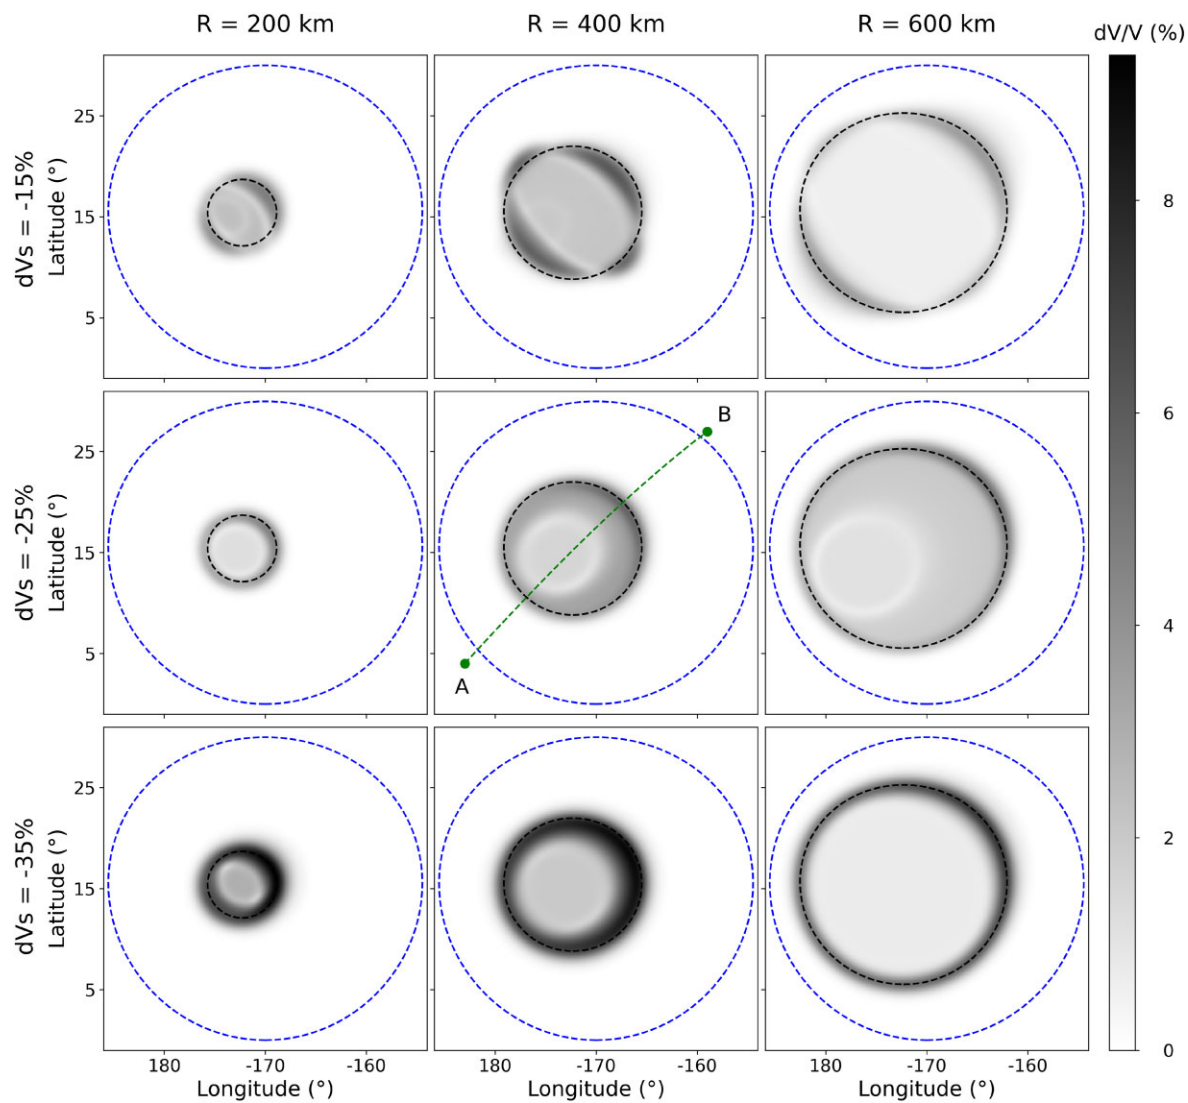 R = 200 km
R = 400 km
R = 600 km
dV/V (%)
dVs = -15%
Latitude (°)
25
15
5
8
6
4
2
0
dVs = -25%
Latitude (°)
25
15
5
A
B
dVs = -35%
Latitude (°)
25
15
5
180
-170
-160
180
-170
-160
180
-170
-160
Longitude (°)
Longitude (°)
Longitude (°)